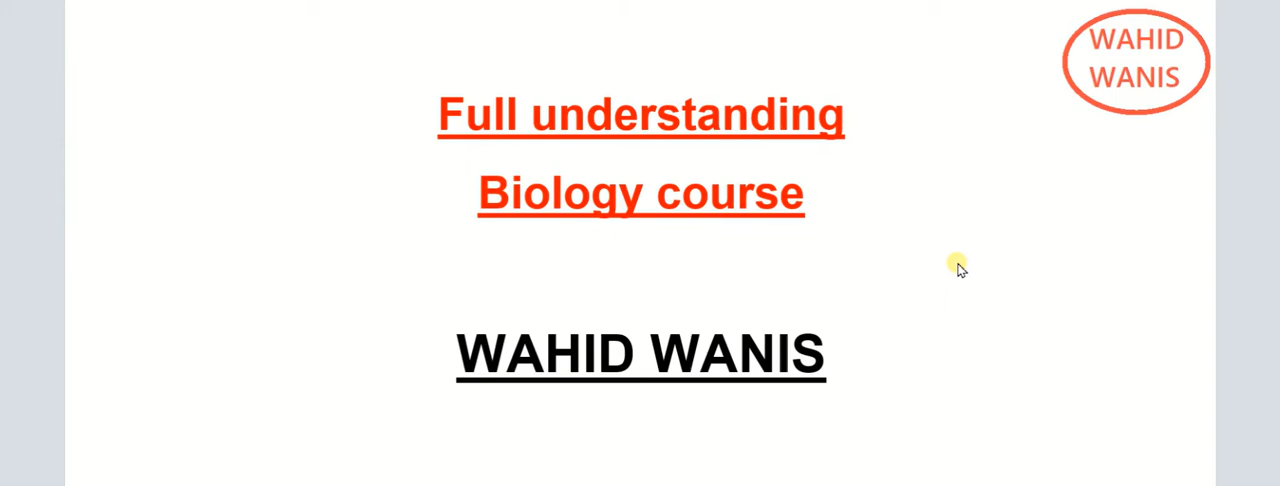 WAHID
WANIS
Full understanding
Biology course
WAHID WANIS